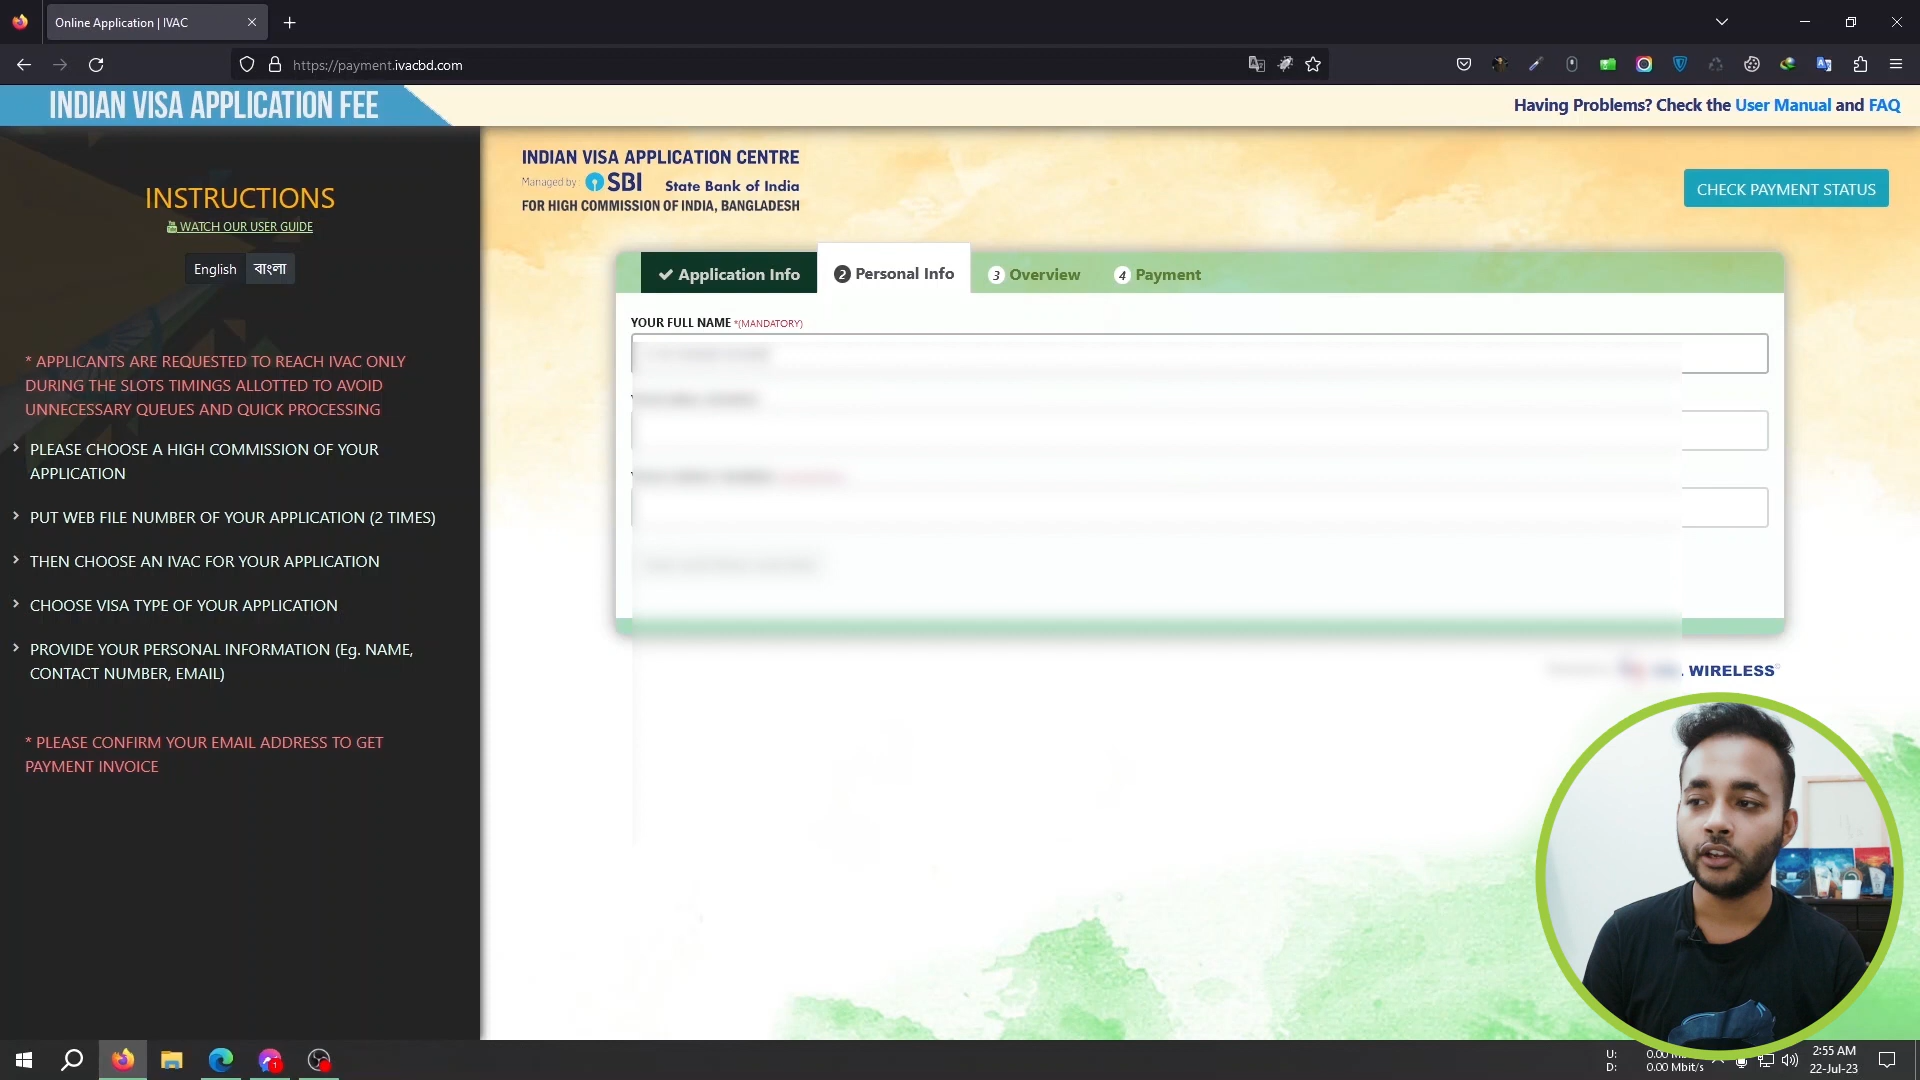 Online Application | IVAC
https://payment.ivacbd.com
INDIAN VISA APPLICATION FEE
Having Problems? Check the User Manual and FAQ
INSTRUCTIONS
WATCH OUR USER GUIDE
English বাংলা
* APPLICANTS ARE REQUESTED TO REACH IVAC ONLY
DURING THE SLOTS TIMINGS ALLOTTED TO AVOID
UNNECESSARY QUEUES AND QUICK PROCESSING
PLEASE CHOOSE A HIGH COMMISSION OF YOUR
APPLICATION
PUT WEB FILE NUMBER OF YOUR APPLICATION (2 TIMES)
THEN CHOOSE AN IVAC FOR YOUR APPLICATION
CHOOSE VISA TYPE OF YOUR APPLICATION
PROVIDE YOUR PERSONAL INFORMATION (Eg. NAME,
CONTACT NUMBER, EMAIL)
* PLEASE CONFIRM YOUR EMAIL ADDRESS TO GET
PAYMENT INVOICE
INDIAN VISA APPLICATION CENTRE
Managed by SBI State Bank of India
FOR HIGH COMMISSION OF INDIA, BANGLADESH
CHECK PAYMENT STATUS
Application Info
2 Personal Info
3 Overview
4 Payment
YOUR FULL NAME *(MANDATORY)
WIRELESS
1
U: 0.00
D: 0.00 Mbit/s
2:55 AM
22-Jul-23